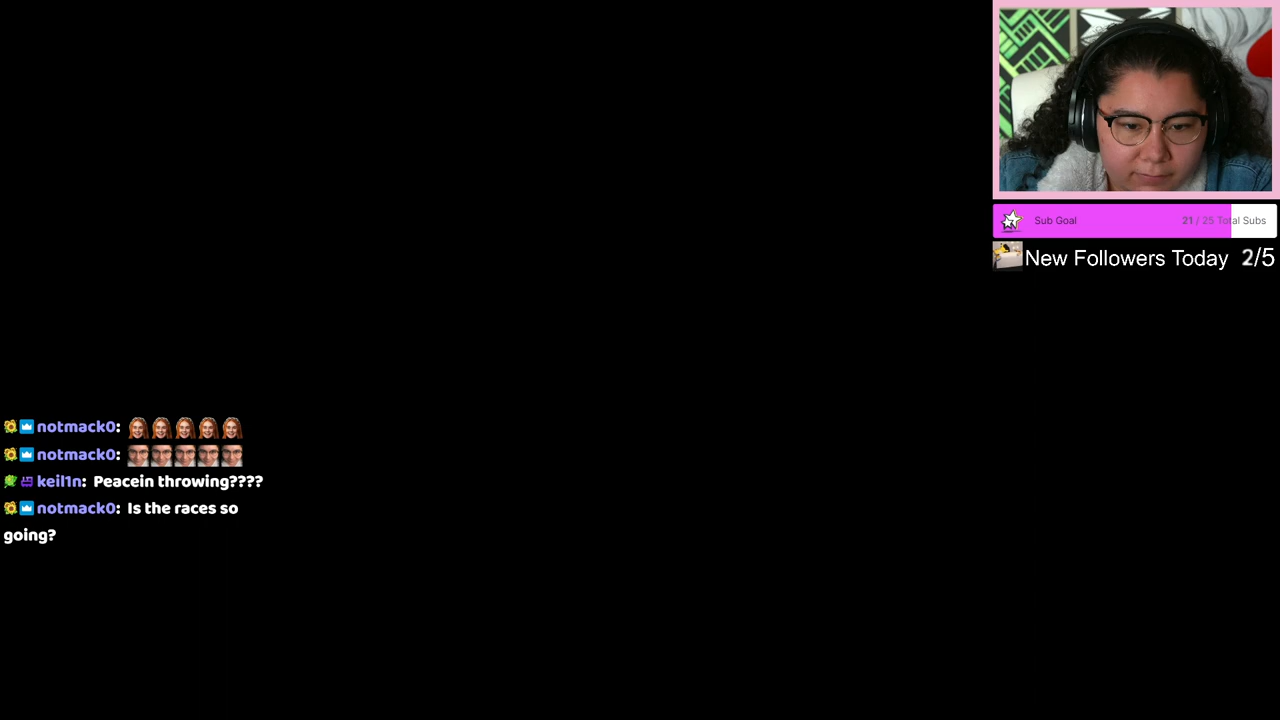 Sub Goal 21 / 25 Total Subs
New Followers Today 2/5
notmack0:
notmack0:
keil1n: Peacein throwing????
notmack0: Is the races so
going?